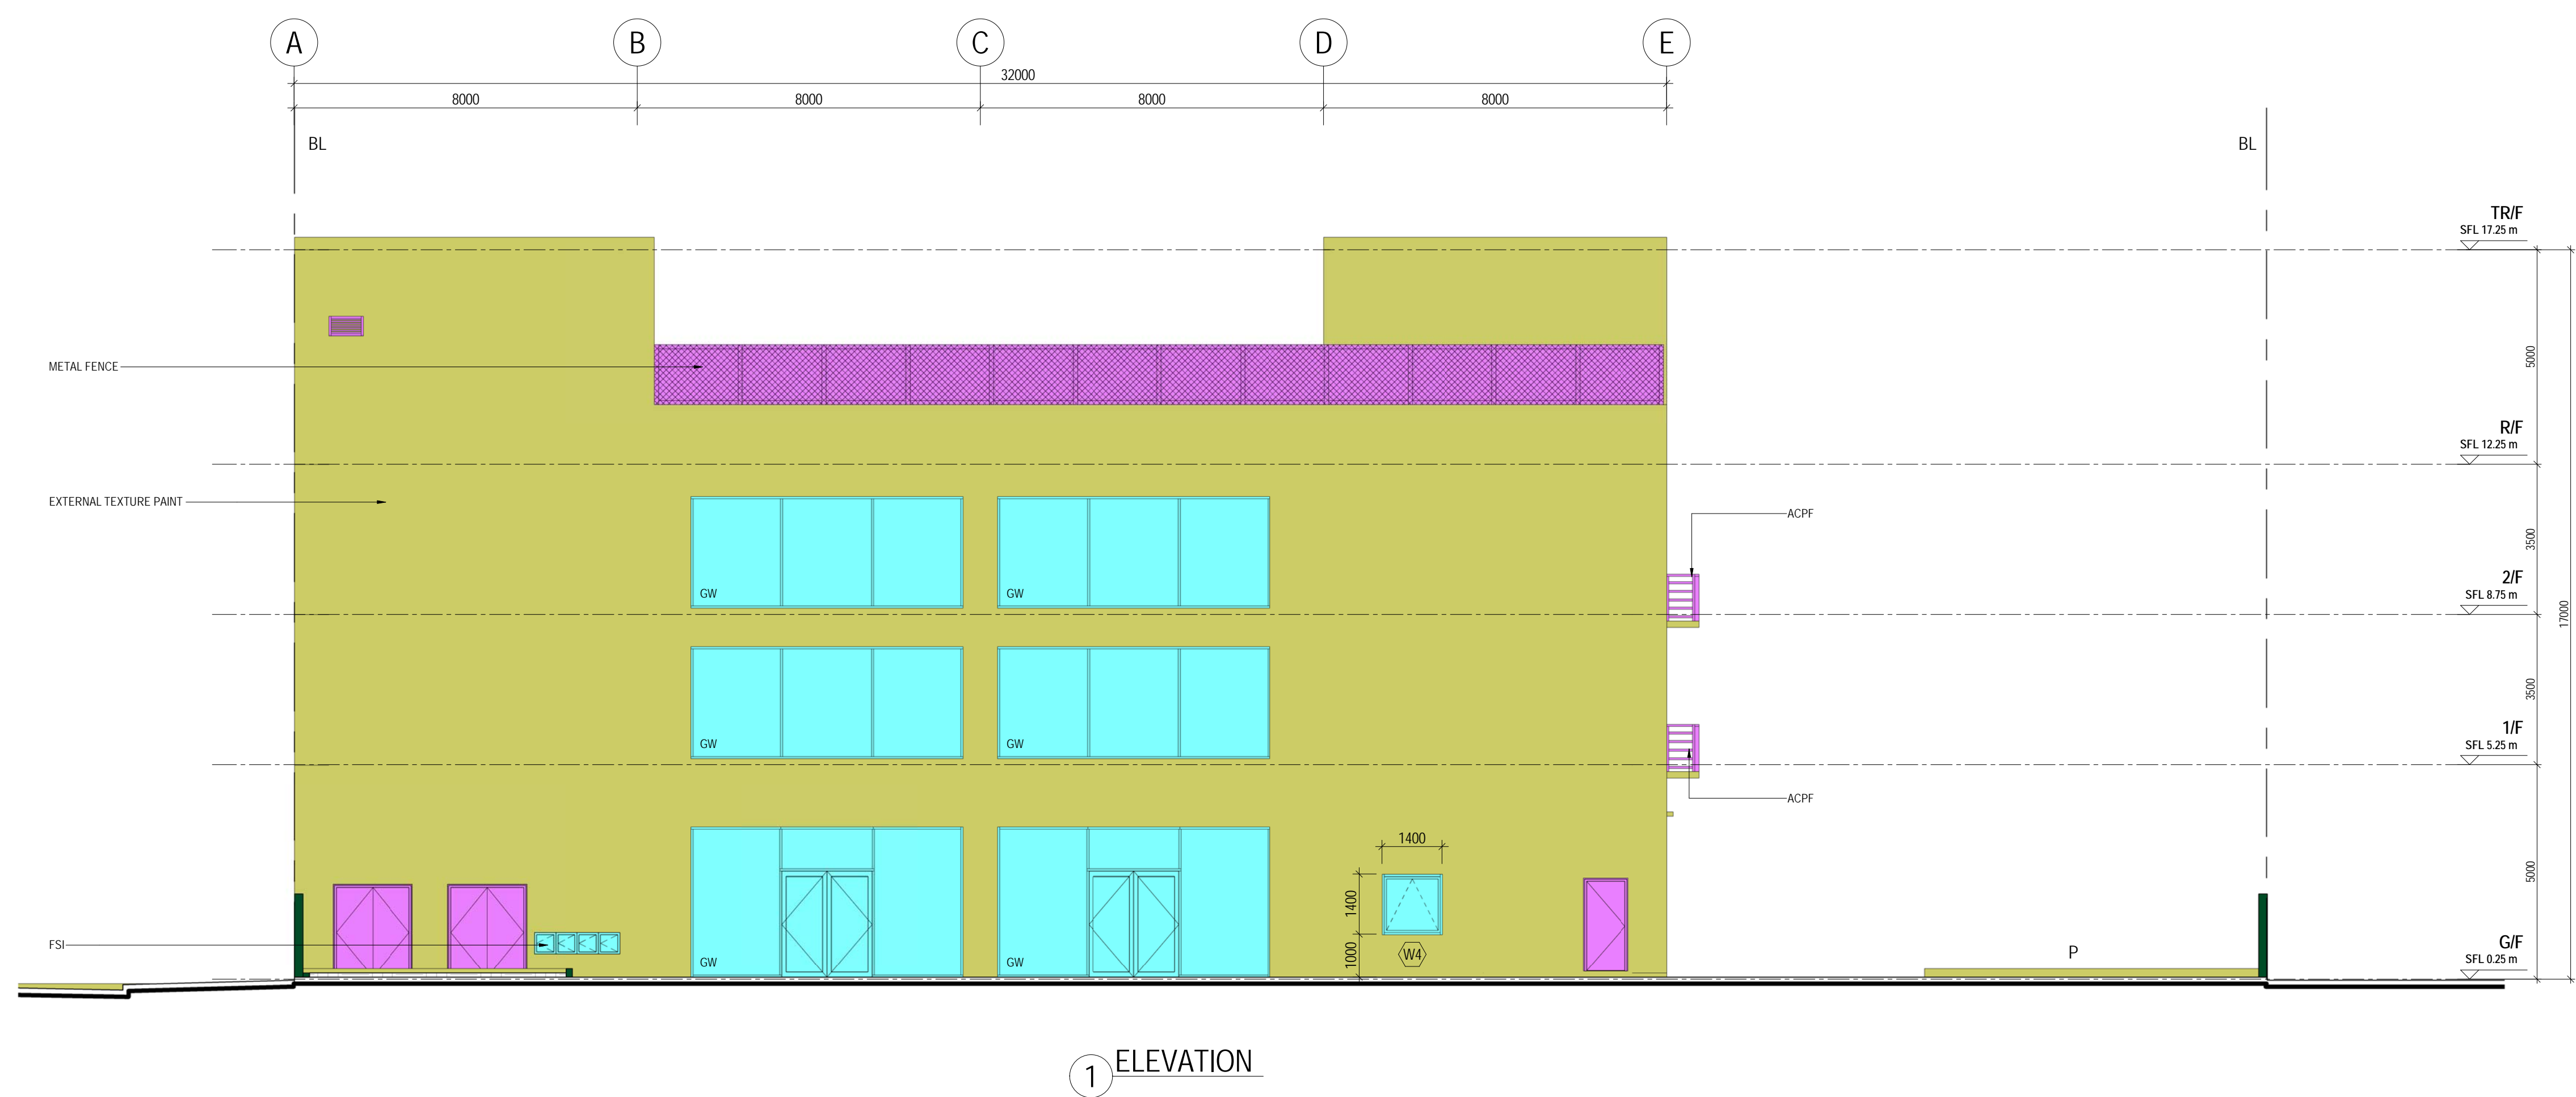 A B C D E
32000
8000 8000 8000 8000
BL BL
TR/F
SFL 17.25 m
5000
METAL FENCE
R/F
SFL 12.25 m
EXTERNAL TEXTURE PAINT
ACPF
3500
2/F
SFL 8.75 m
GW GW
17000
3500
1/F
SFL 5.25 m
GW GW
ACPF
1400
5000
1400
FSI
G/F
SFL 0.25 m
1000
W4
P
GW GW
1 ELEVATION